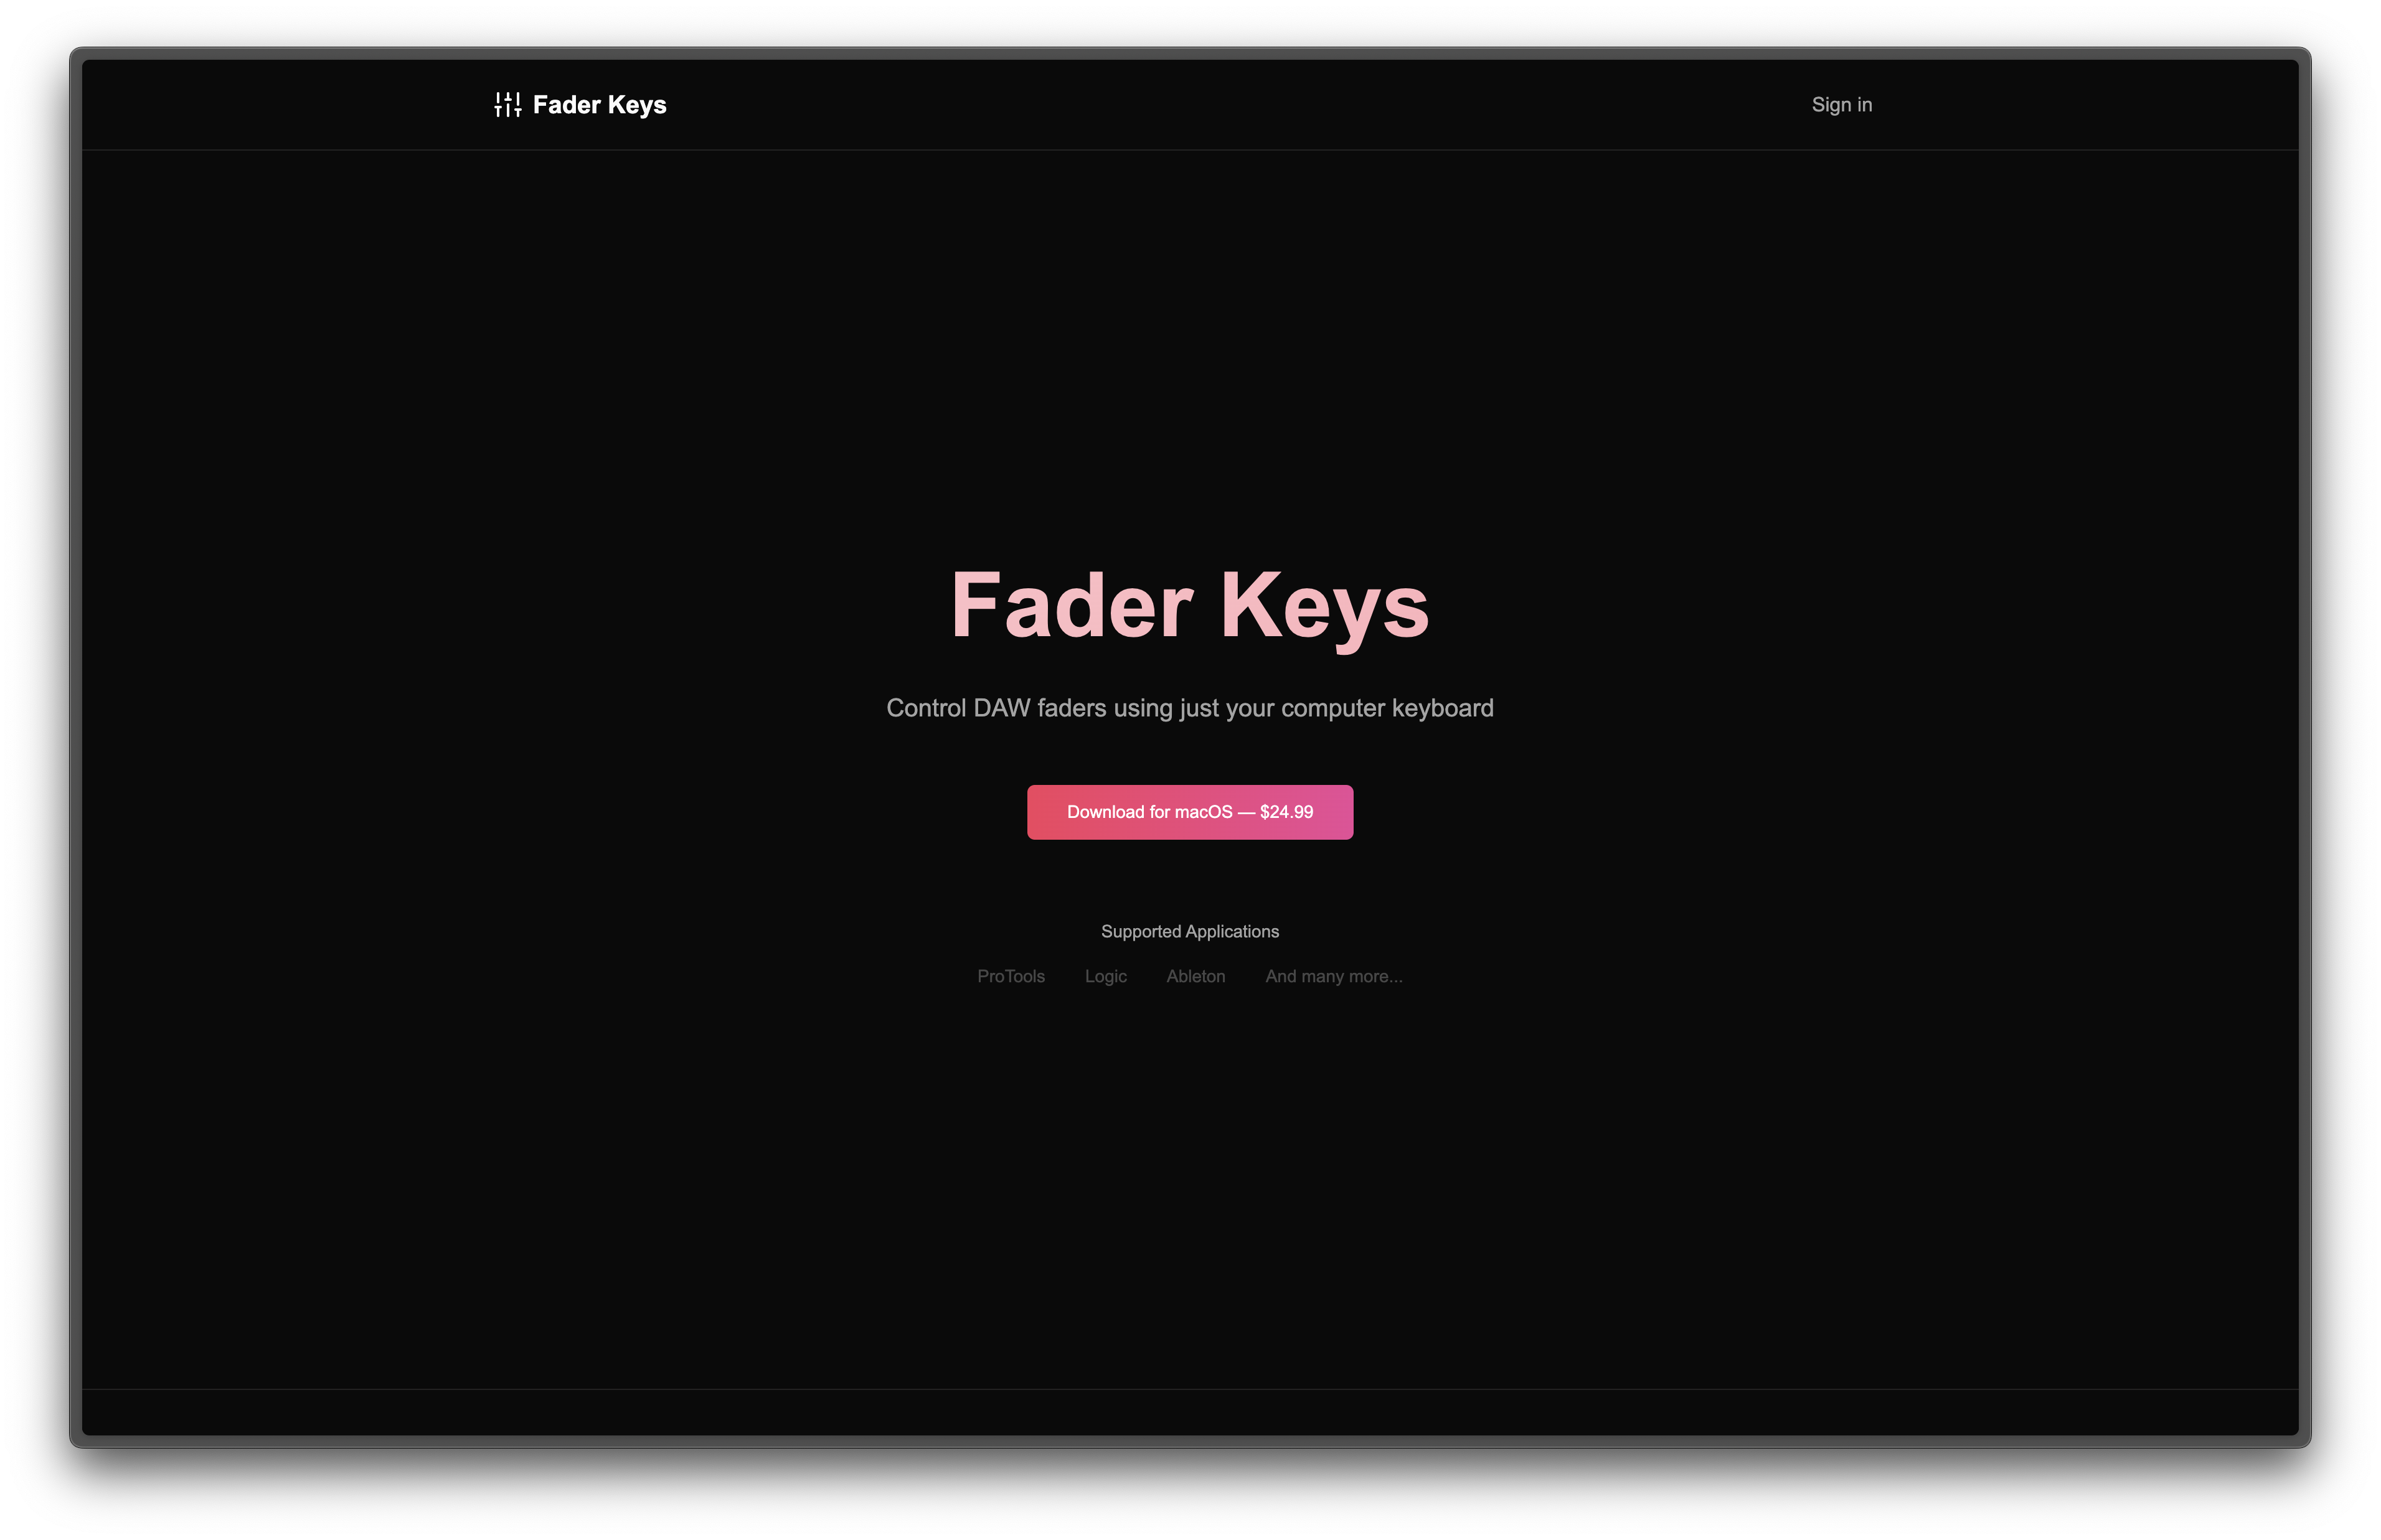 Fader Keys
Sign in
Fader Keys
Control DAW faders using just your computer keyboard
Download for macOS — $24.99
Supported Applications
ProTools Logic Ableton And many more...